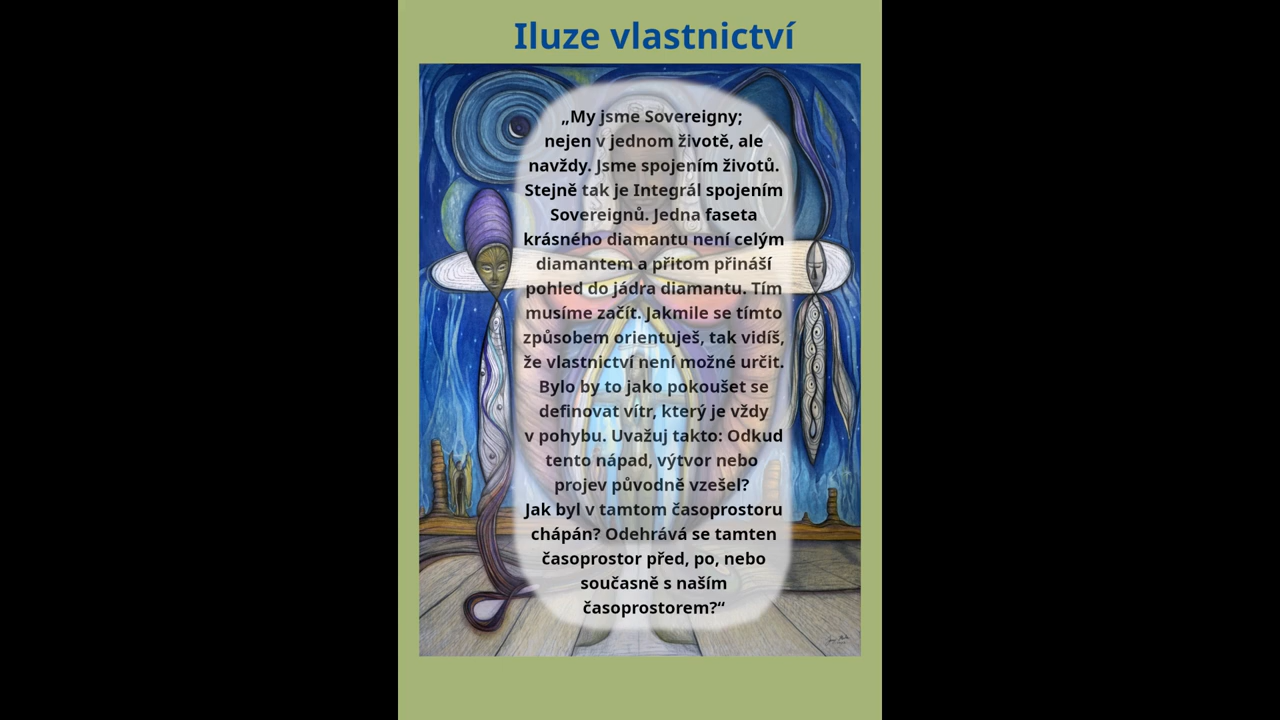 Iluze vlastnictví
„My jsme Sovereigny;
nejen v jednom životě, ale
navždy. Jsme spojením životů.
Stejně tak je Integrál spojením
Sovereignů. Jedna faseta
krásného diamantu není celým
diamantem a přitom přináší
pohled do jádra diamantu. Tím
musíme začít. Jakmile se tímto
způsobem orientuješ, tak vidíš,
že vlastnictví není možné určit.
Bylo by to jako pokoušet se
definovat vítr, který je vždy
v pohybu. Uvažuj takto: Odkud
tento nápad, výtvor nebo
projev původně vzešel?
Jak byl v tamtom časoprostoru
chápán? Odehrává se tamten
časoprostor před, po, nebo
současně s naším
časoprostorem?“